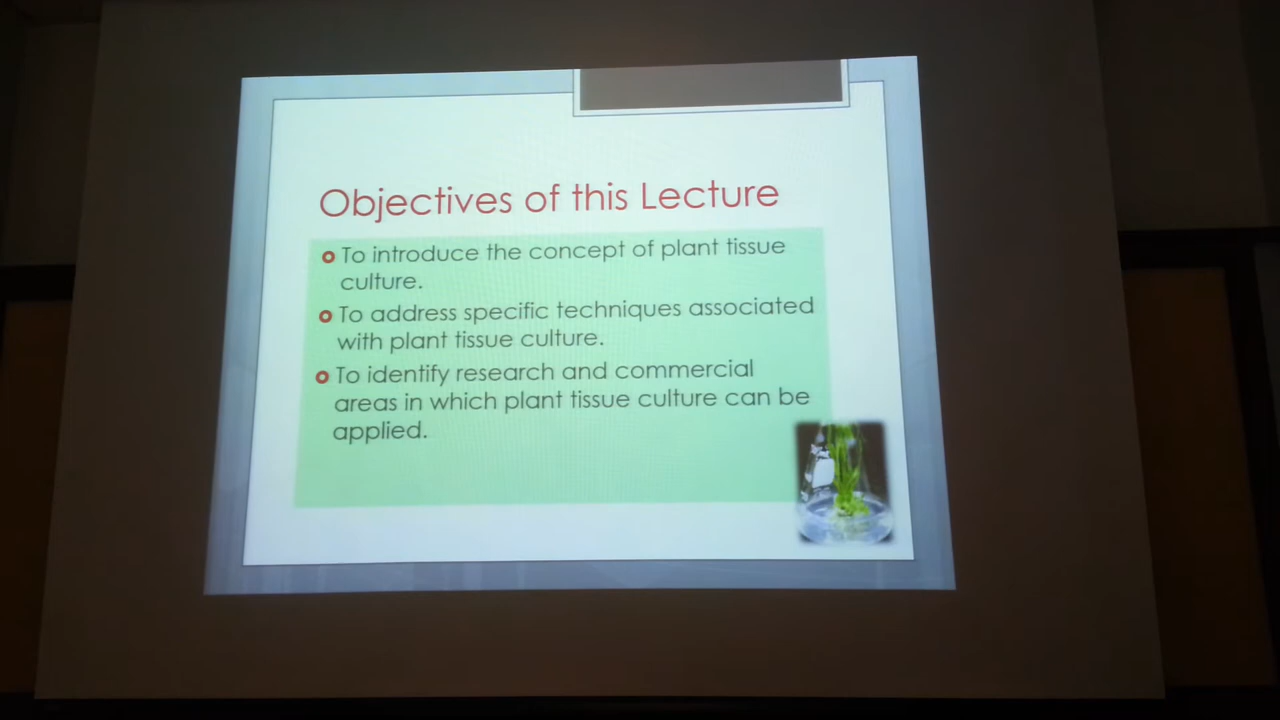 Objectives of this Lecture
To introduce the concept of plant tissue
culture.
To address specific techniques associated
with plant tissue culture.
To identify research and commercial
areas in which plant tissue culture can be
applied.